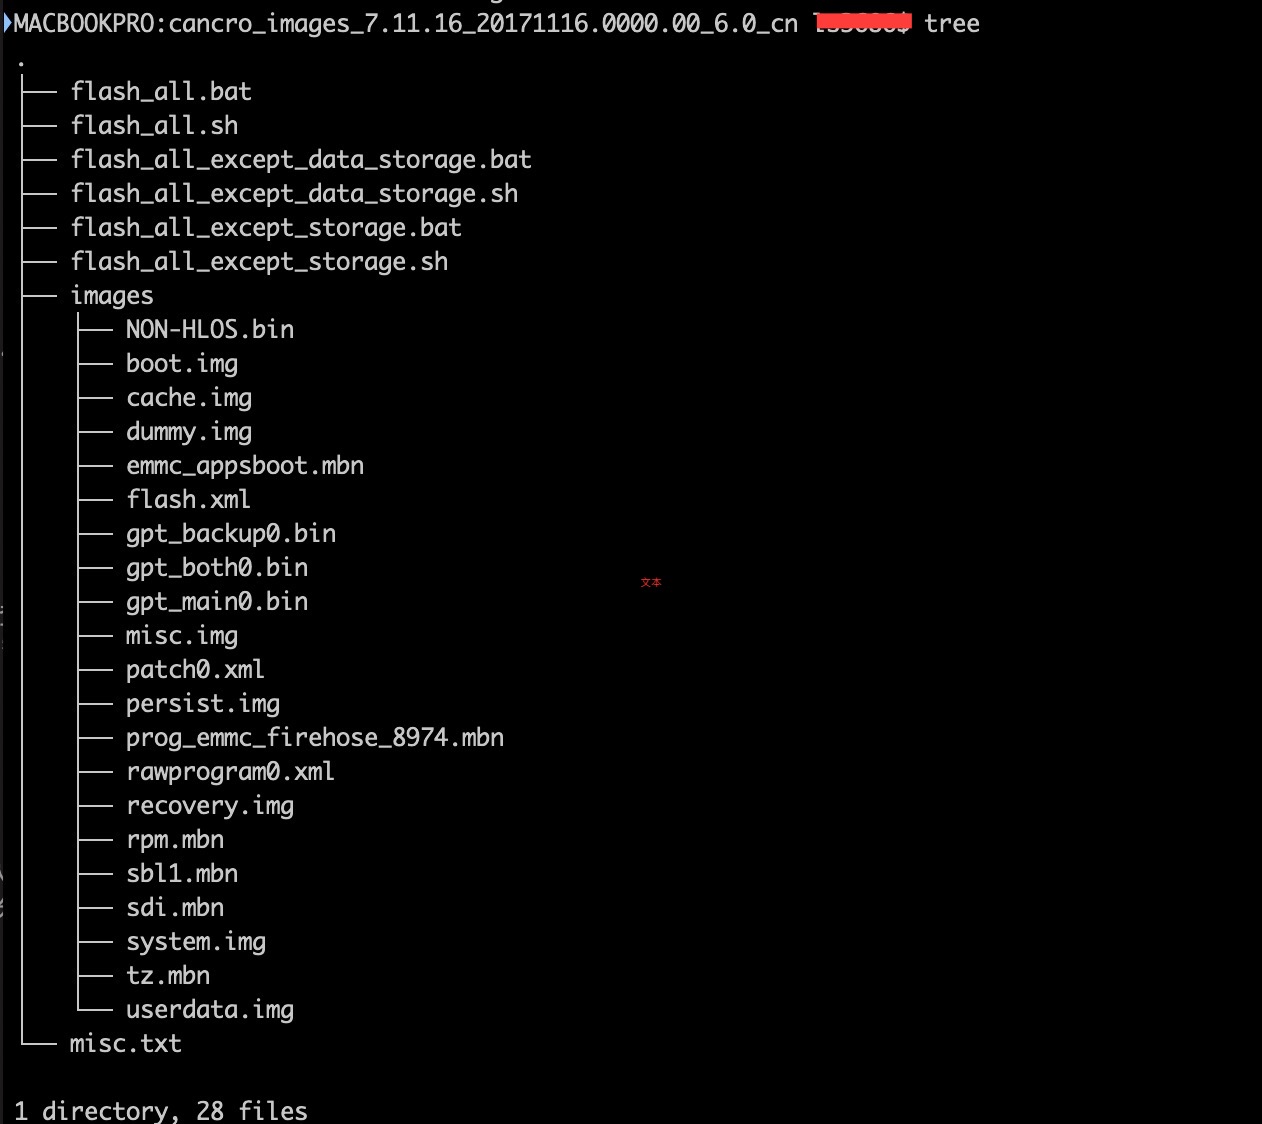 MACBOOKPRO:cancro_images_7.11.16_20171116.0000.00_6.0_cn tree
.
├── flash_all.bat
├── flash_all.sh
├── flash_all_except_data_storage.bat
├── flash_all_except_data_storage.sh
├── flash_all_except_storage.bat
├── flash_all_except_storage.sh
├── images
│   ├── NON-HLOS.bin
│   ├── boot.img
│   ├── cache.img
│   ├── dummy.img
│   ├── emmc_appsboot.mbn
│   ├── flash.xml
│   ├── gpt_backup0.bin
│   ├── gpt_both0.bin
文本
│   ├── gpt_main0.bin
│   ├── misc.img
│   ├── patch0.xml
│   ├── persist.img
│   ├── prog_emmc_firehose_8974.mbn
│   ├── rawprogram0.xml
│   ├── recovery.img
│   ├── rpm.mbn
│   ├── sbl1.mbn
│   ├── sdi.mbn
│   ├── system.img
│   ├── tz.mbn
│   └── userdata.img
└── misc.txt
1 directory, 28 files